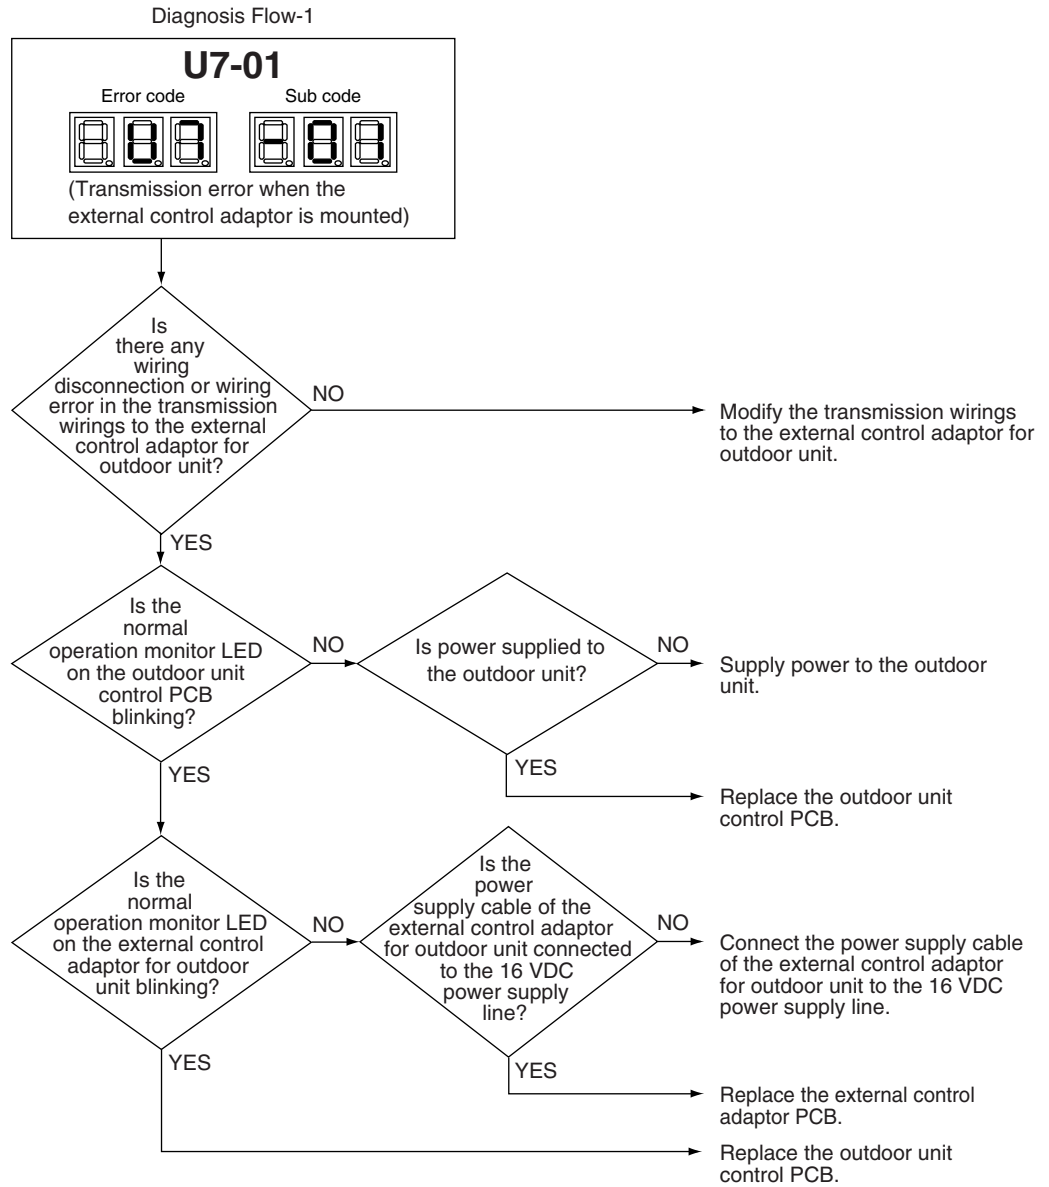 Diagnosis Flow-1
U7-01
Error code
Sub code
U7
-01
(Transmission error when the
external control adaptor is mounted)
Is
there any
wiring
disconnection or wiring
error in the transmission
wirings to the external
control adaptor for
outdoor unit?
NO
Modify the transmission wirings
to the external control adaptor for
outdoor unit.
YES
Is the
normal
operation monitor LED
on the outdoor unit
control PCB
blinking?
NO
Is power supplied to
the outdoor unit?
NO
Supply power to the outdoor
unit.
YES
Replace the outdoor unit
control PCB.
YES
Is the
normal
operation monitor LED
on the external control
adaptor for outdoor
unit blinking?
NO
Is the
power
supply cable of the
external control adaptor
for outdoor unit connected
to the 16 VDC
power supply
line?
NO
Connect the power supply cable
of the external control adaptor
for outdoor unit to the 16 VDC
power supply line.
YES
Replace the external control
adaptor PCB.
YES
Replace the outdoor unit
control PCB.